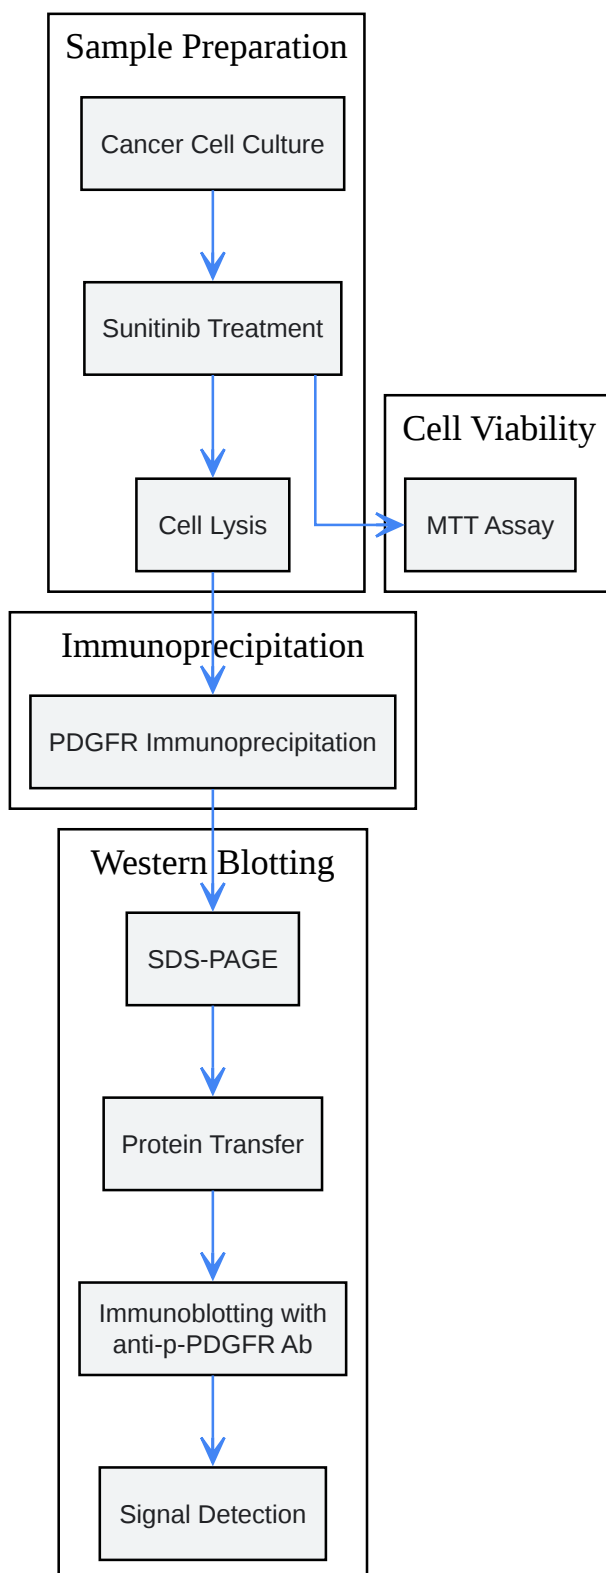 Sample Preparation
Cancer Cell Culture
Sunitinib Treatment
Cell Viability
Cell Lysis
MTT Assay
Immunoprecipitation
PDGFR Immunoprecipitation
Western Blotting
SDS-PAGE
Protein Transfer
Immunoblotting with
anti-p-PDGFR Ab
Signal Detection